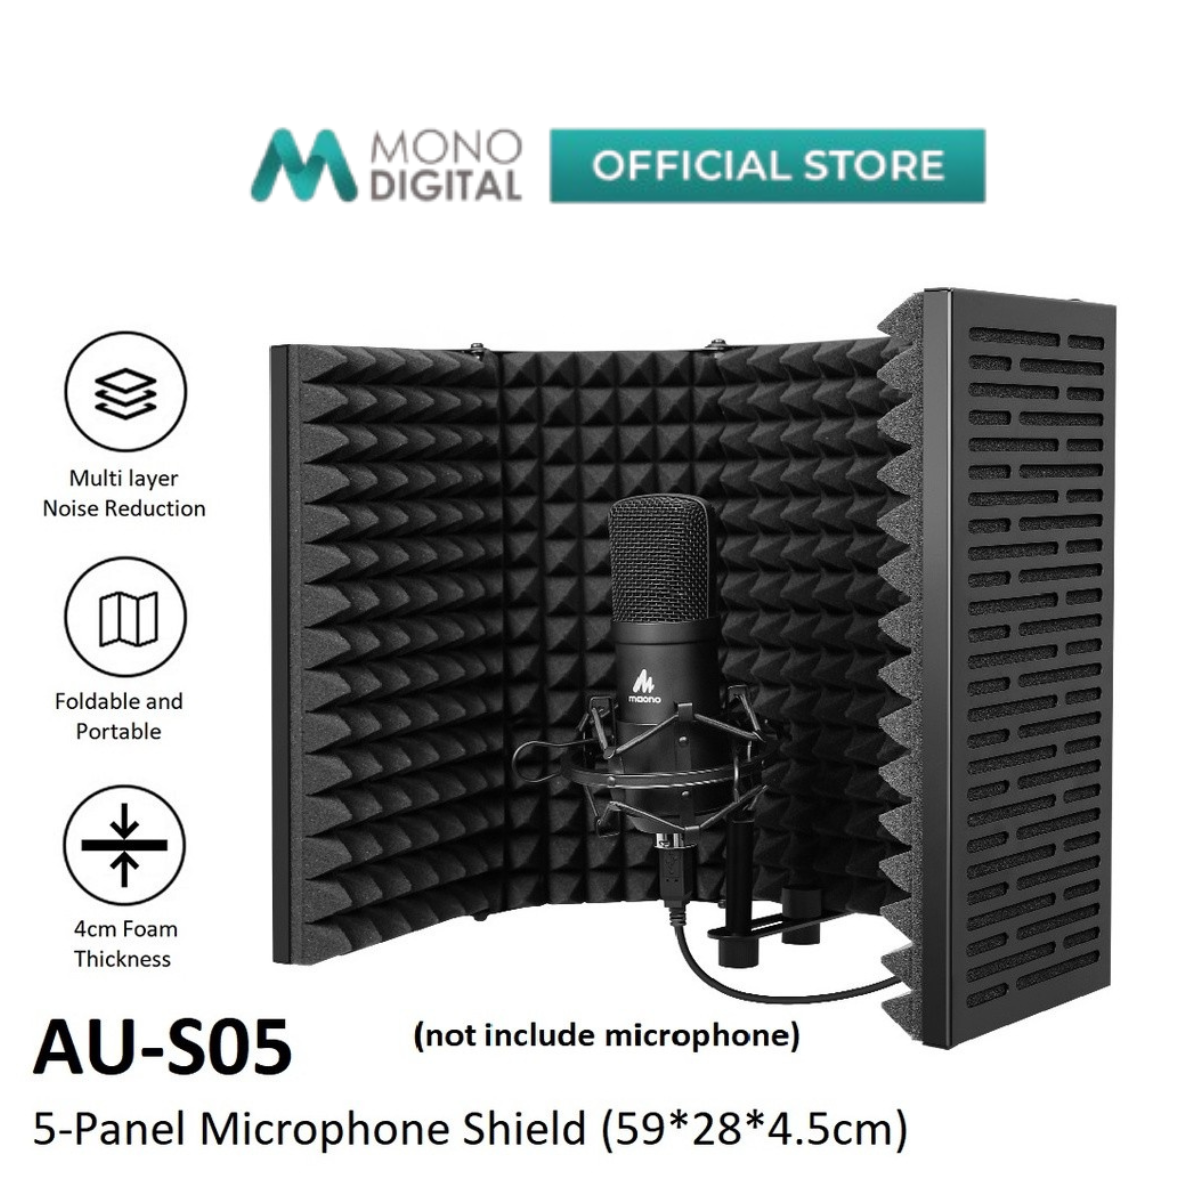 MONO
DIGITAL
OFFICIAL STORE
Multi layer
Noise Reduction
Foldable and
Portable
4cm Foam
Thickness
maono
AU-S05
(not include microphone)
5-Panel Microphone Shield (59*28*4.5cm)